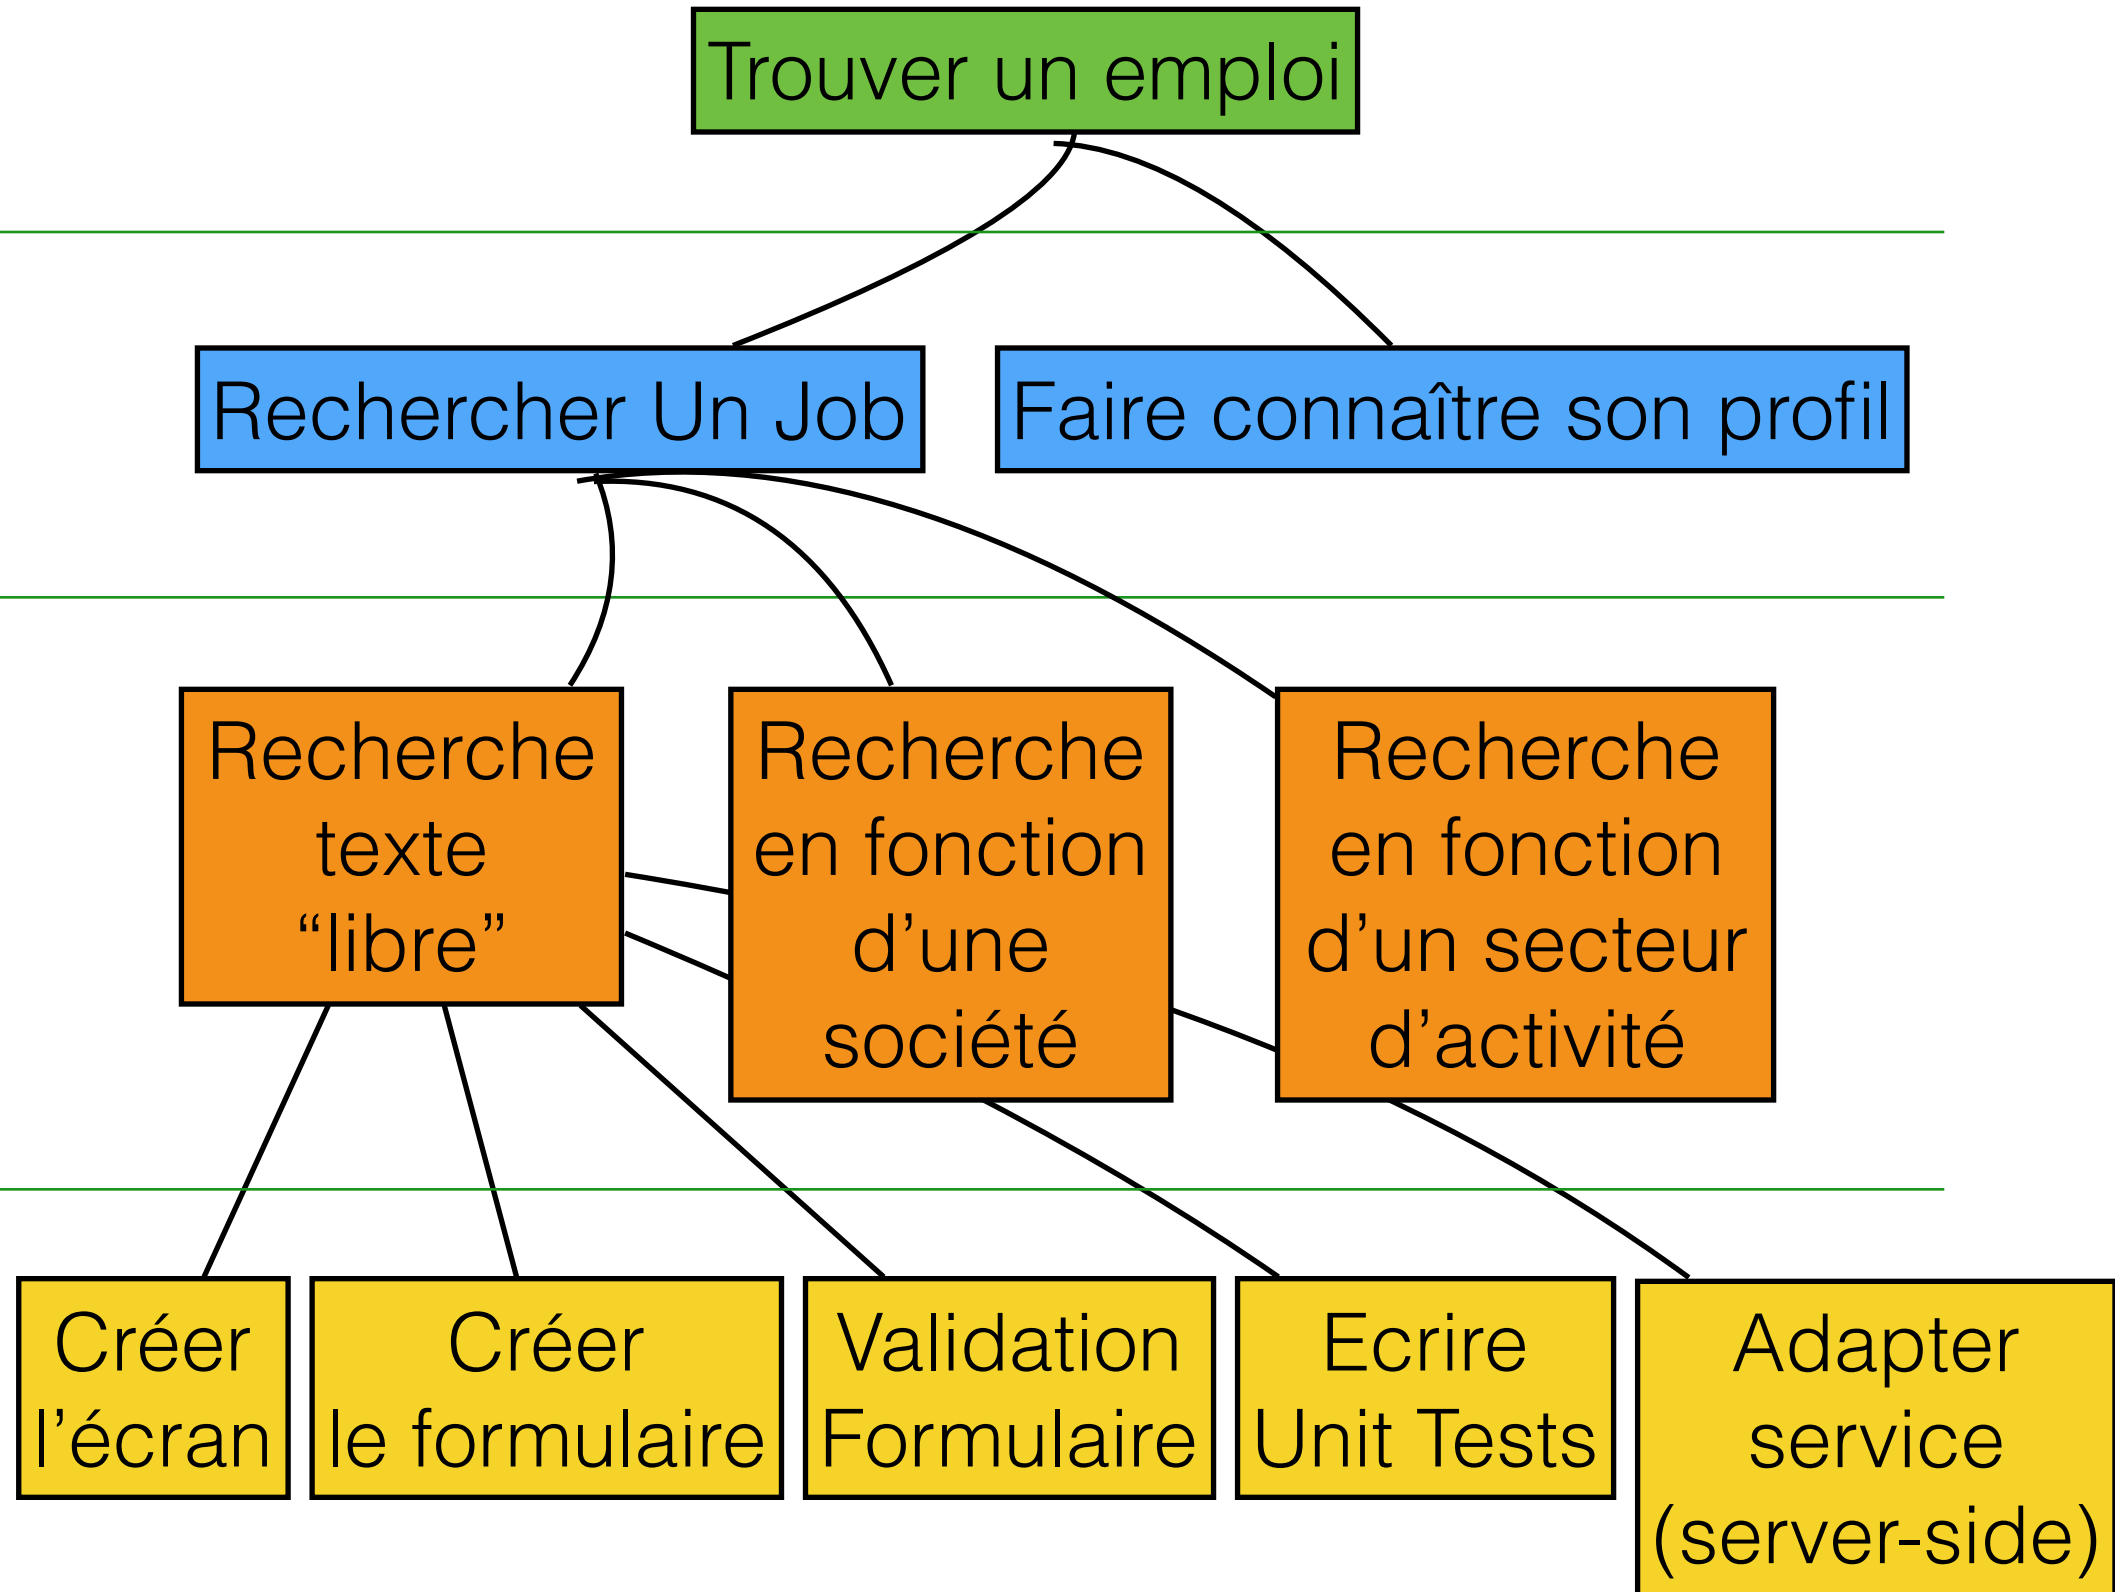 Trouver un emploi
Rechercher Un Job
Faire connaître son profil
Recherche
texte
“libre”
Recherche
en fonction
d’une
société
Recherche
en fonction
d’un secteur
d’activité
Créer
l’écran
Créer
le formulaire
Validation
Formulaire
Ecrire
Unit Tests
Adapter
service
(server-side)